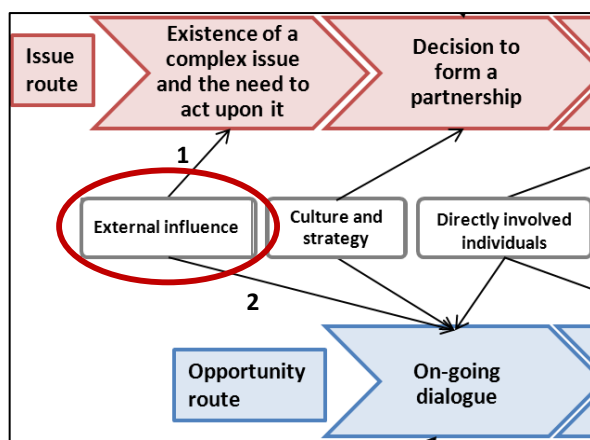 Issue
route
Existence of a
complex issue
and the need to
act upon it
Decision to
form a
partnership
1
External influence
Culture and
strategy
Directly involved
individuals
2
Opportunity
route
On-going
dialogue